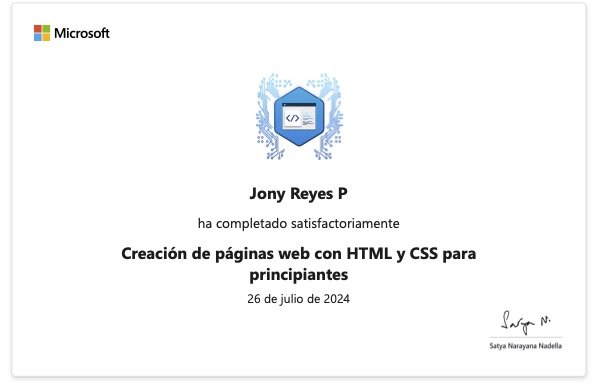 Microsoft
</>
Jony Reyes P
ha completado satisfactoriamente
Creación de páginas web con HTML y CSS para
principiantes
26 de julio de 2024
Satya N.
Satya Narayana Nadella